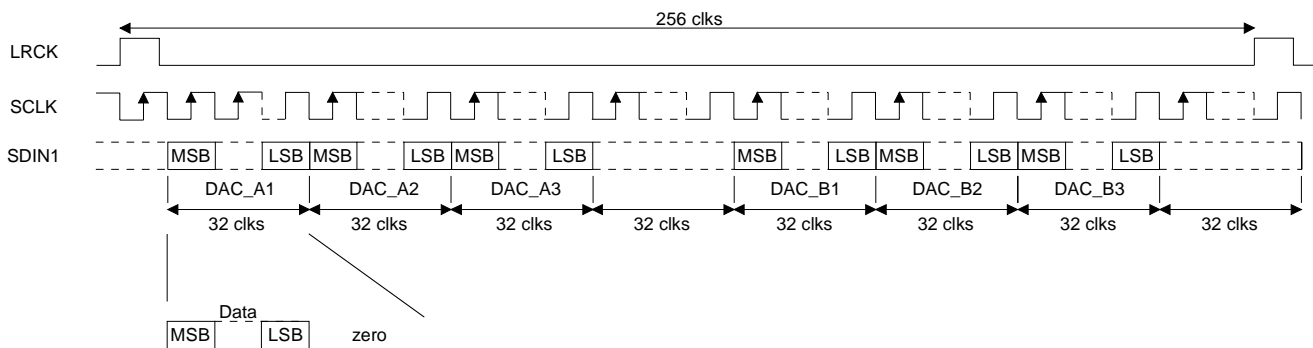 256 clks
LRCK
SCLK
SDIN1 MSB LSB MSB LSB MSB LSB MSB LSB MSB LSB MSB LSB
DAC_A1 DAC_A2 DAC_A3 DAC_B1 DAC_B2 DAC_B3
32 clks 32 clks 32 clks 32 clks 32 clks 32 clks 32 clks 32 clks
Data
MSB LSB zero